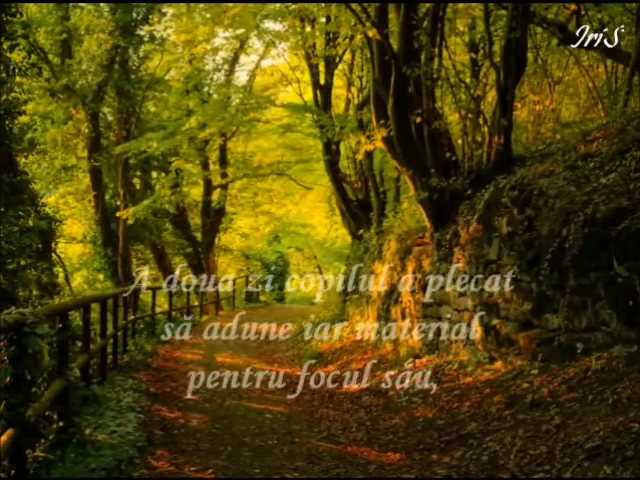 IriS
A doua zi copilul a plecat
să adune iar material
pentru focul său,